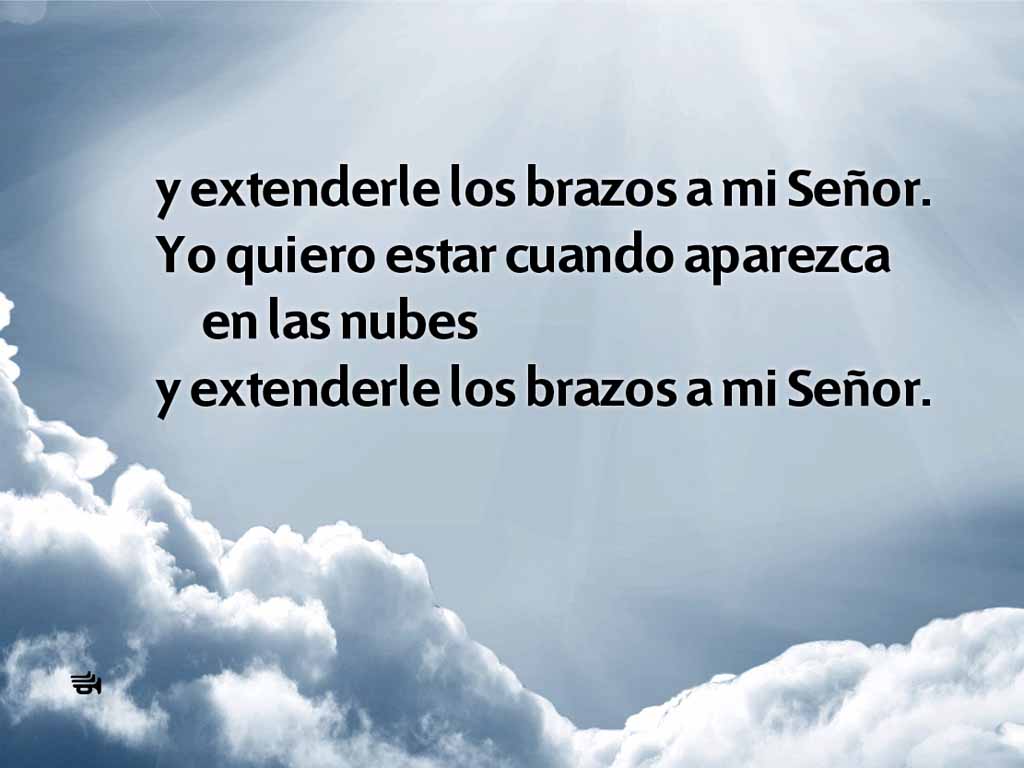 y extenderle los brazos a mi Señor.
Yo quiero estar cuando aparezca
en las nubes
y extenderle los brazos a mi Señor.